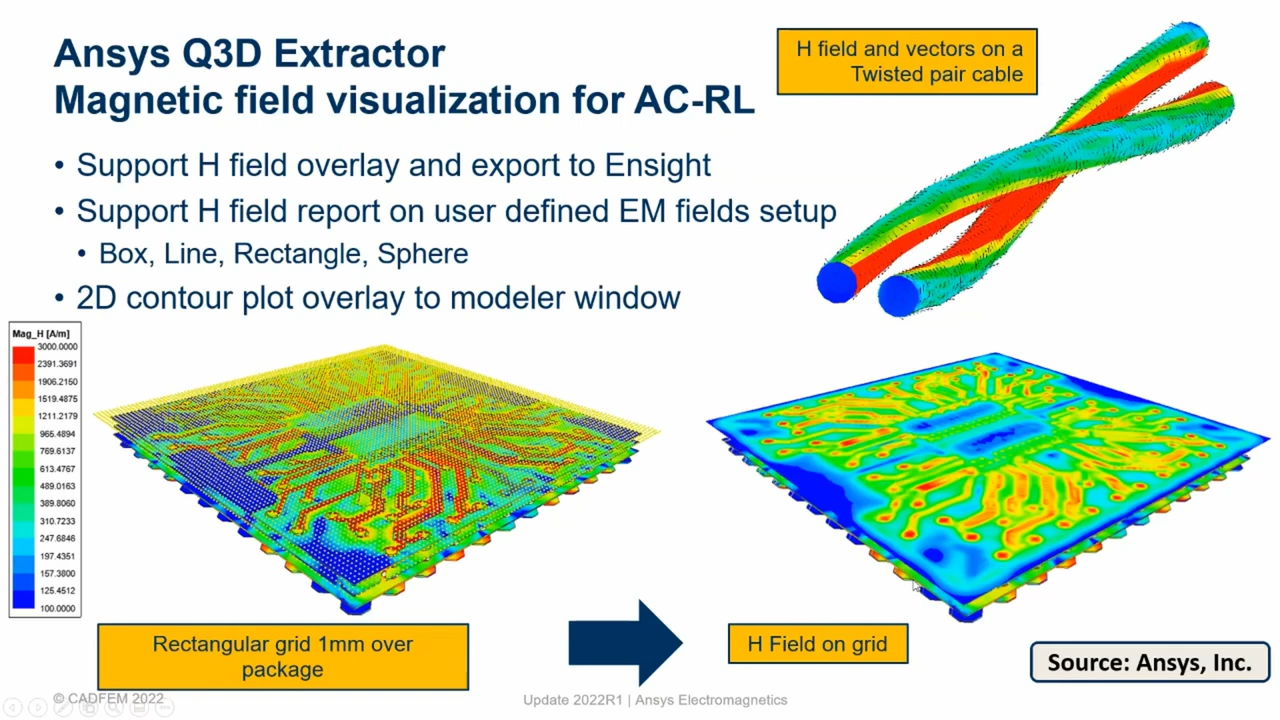 Ansys Q3D Extractor
Magnetic field visualization for AC-RL
• Support H field overlay and export to Ensight
• Support H field report on user defined EM fields setup
• Box, Line, Rectangle, Sphere
• 2D contour plot overlay to modeler window
H field and vectors on a
Twisted pair cable
Mag_H [A/m]
3000.0000
2391.3691
1906.2150
1519.4875
1211.2179
965.4894
769.6137
613.4767
489.0163
389.8060
310.7233
247.6846
197.4351
157.3800
125.4512
100.0000
Rectangular grid 1mm over
package
H Field on grid
Source: Ansys, Inc.
© CADFEM 2022
Update 2022R1 | Ansys Electromagnetics